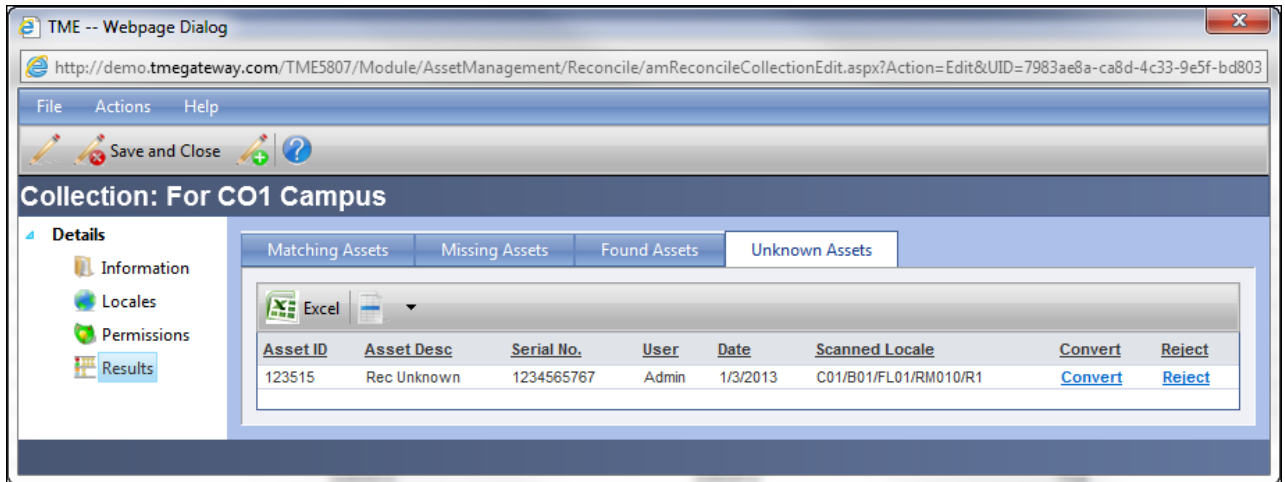 TME -- Webpage Dialog
http://demo.tmegateway.com/TME5807/Module/AssetManagement/Reconcile/amReconcileCollectionEdit.aspx?Action=Edit&UID=7983ae8a-ca8d-4c33-9e5f-bd803
File Actions Help
Save and Close
Collection: For CO1 Campus
Details
Information
Locales
Permissions
Results
Matching Assets Missing Assets Found Assets Unknown Assets
Excel
Asset ID Asset Desc Serial No. User Date Scanned Locale Convert Reject
123515 Rec Unknown 1234565767 Admin 1/3/2013 C01/B01/FL01/RM010/R1 Convert Reject